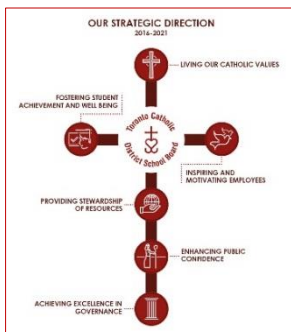 OUR STRATEGIC DIRECTION
2016-2021
LIVING OUR CATHOLIC VALUES
FOSTERING STUDENT
ACHIEVEMENT AND WELL BEING
Toronto Catholic
District School Board
INSPIRING AND
MOTIVATING EMPLOYEES
PROVIDING STEWARDSHIP
OF RESOURCES
ENHANCING PUBLIC
CONFIDENCE
ACHIEVING EXCELLENCE IN
GOVERNANCE